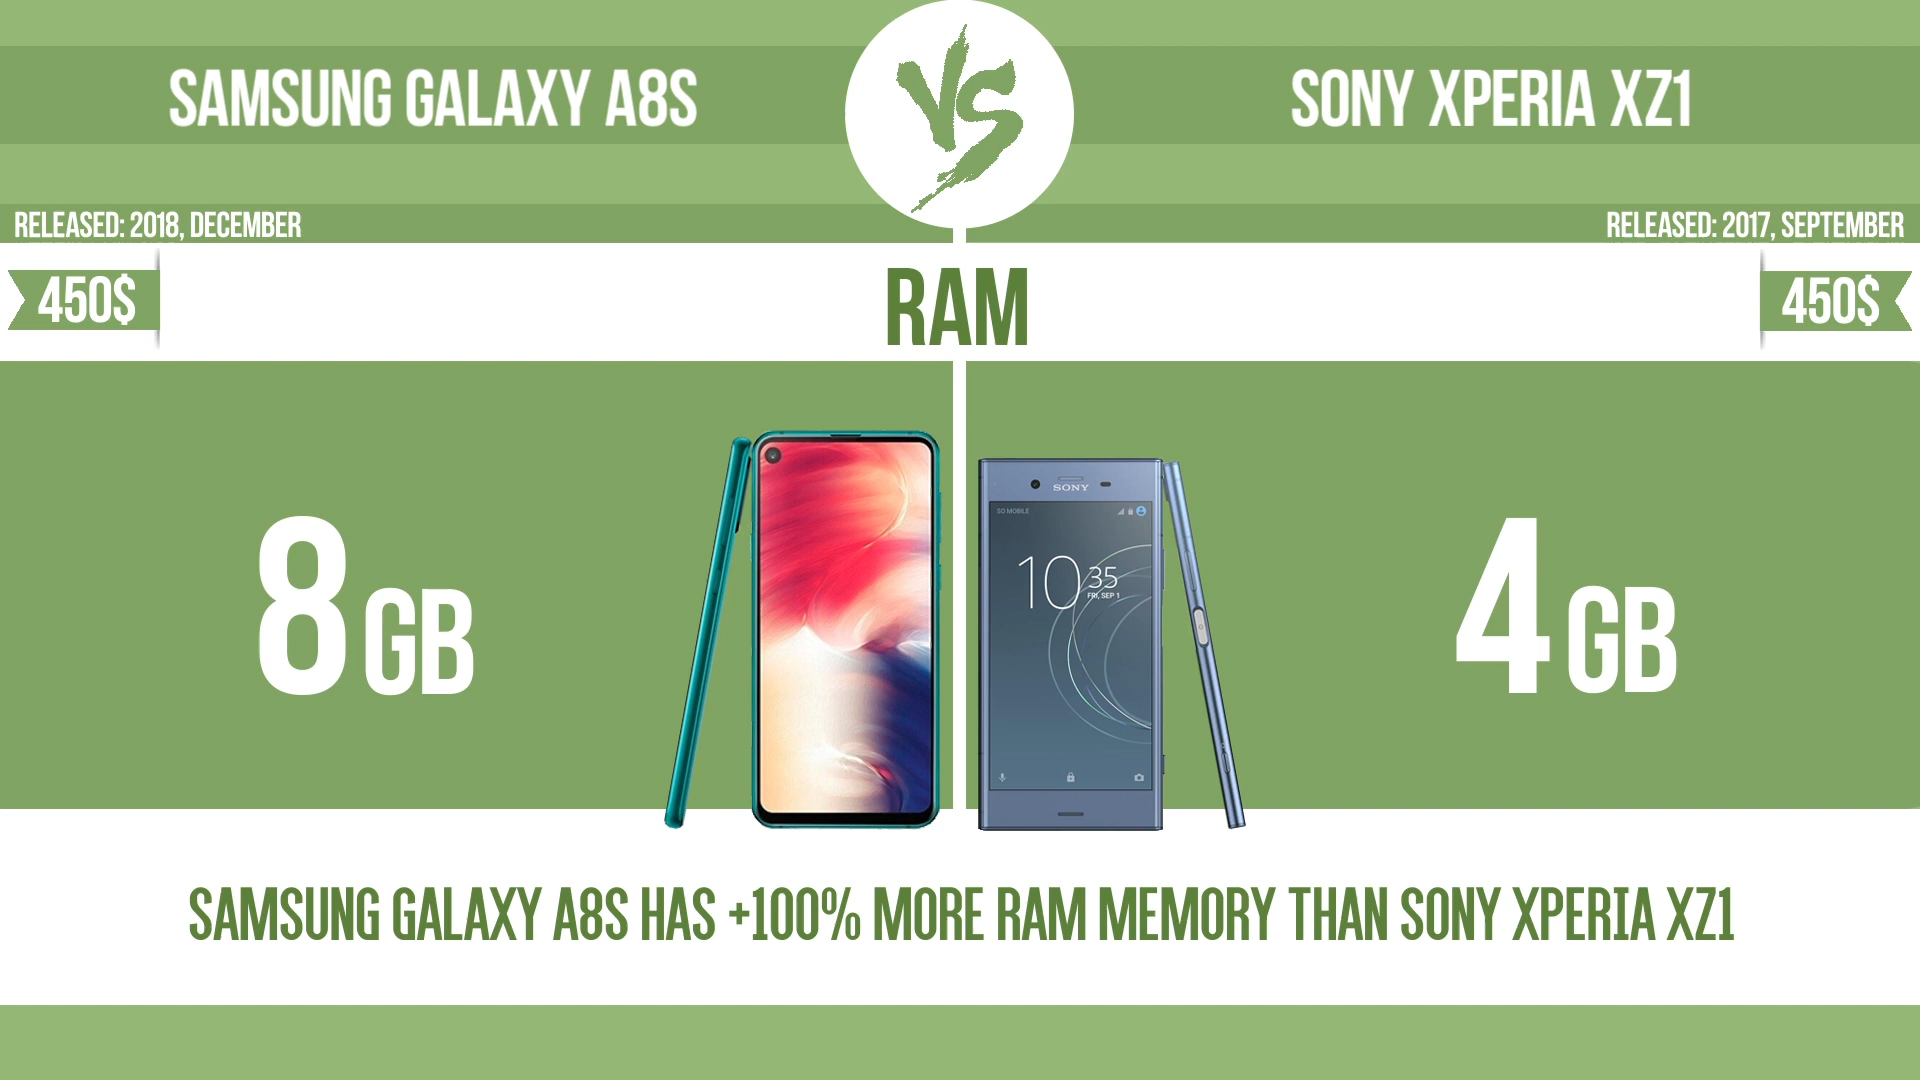 SAMSUNG GALAXY A8S
VS
SONY XPERIA XZ1
RELEASED: 2018, DECEMBER
RELEASED: 2017, SEPTEMBER
450$
RAM
450$
8 GB
SONY
SO MOBILE
10 35
FRI, SEP 1
4 GB
SAMSUNG GALAXY A8S HAS +100% MORE RAM MEMORY THAN SONY XPERIA XZ1